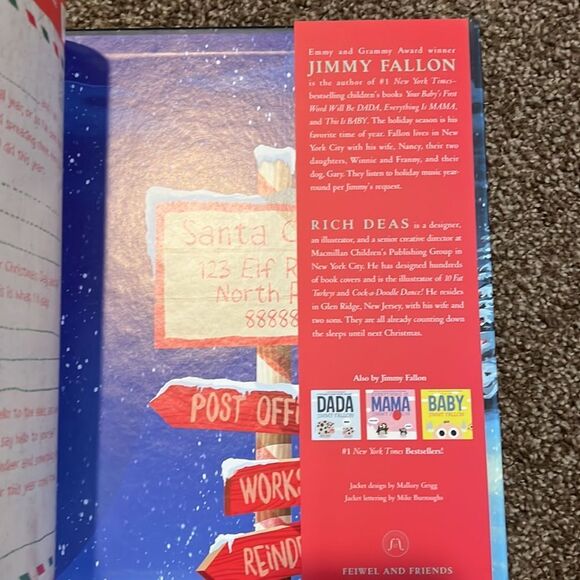 Emmy and Grammy Award winner
JIMMY FALLON
is the author of #1 New York Times–
bestselling children's books Your Baby's First
Word Will Be DADA, Everything Is MAMA,
and This Is BABY. The holiday season is his
favorite time of year. Fallon lives in New
York City with his wife, Nancy, their two
daughters, Winnie and Franny, and their
dog, Gary. They listen to holiday music year-
round per Jimmy's request.
RICH DEAS is a designer,
an illustrator, and a senior creative director at
Macmillan Children's Publishing Group in
New York City. He has designed hundreds
of book covers and is the illustrator of 10 Fat
Turkeys and Cock-a-Doodle Dance! He resides
in Glen Ridge, New Jersey, with his wife and
two sons. They are all already counting down
the sleeps until next Christmas.
Also by Jimmy Fallon
DADA
JIMMY FALLON
MAMA
JIMMY FALLON
BABY
JIMMY FALLON
#1 New York Times Bestsellers!
Jacket design by Mallory Grigg
Jacket lettering by Mike Burroughs
FEIWEL AND FRIENDS
Santa C
123 Elf R
North P
88888
POST OFF
WORKS
REINDE